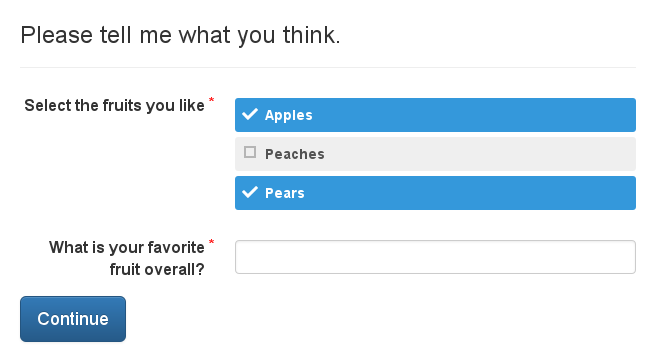 Please tell me what you think.
Select the fruits you like *
Apples
Peaches
Pears
What is your favorite *
fruit overall?
Continue